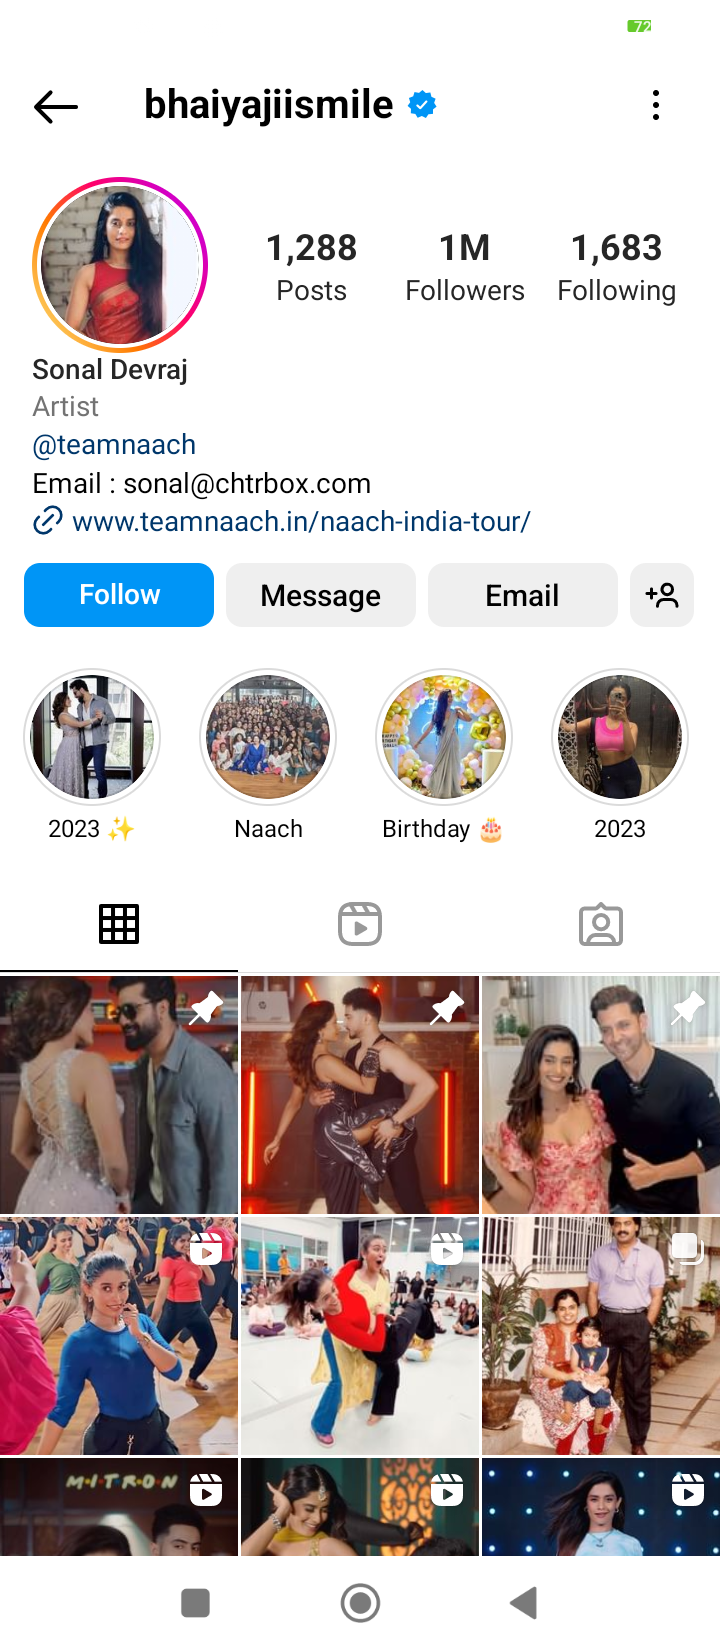 72
bhaiyajiismile
1,288 1M 1,683
Posts Followers Following
Sonal Devraj
Artist
@teamnaach
Email : sonal@chtrbox.com
www.teamnaach.in/naach-india-tour/
Follow Message Email
2023 ✨ Naach Birthday 🎂 2023
M·I·T·R·O·N